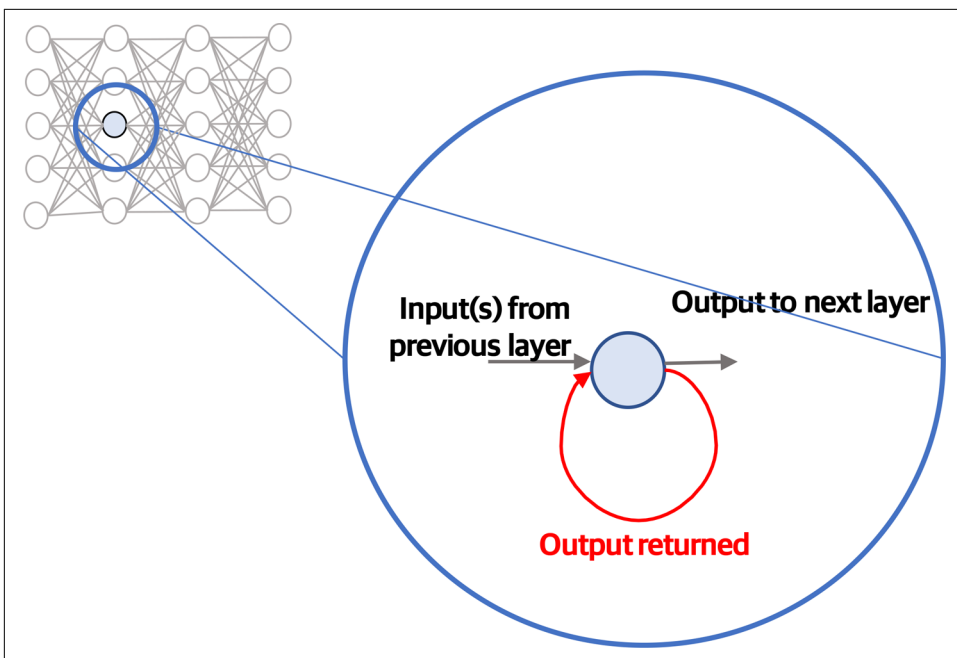 Input(s) from
previous layer
Output to next layer
Output returned